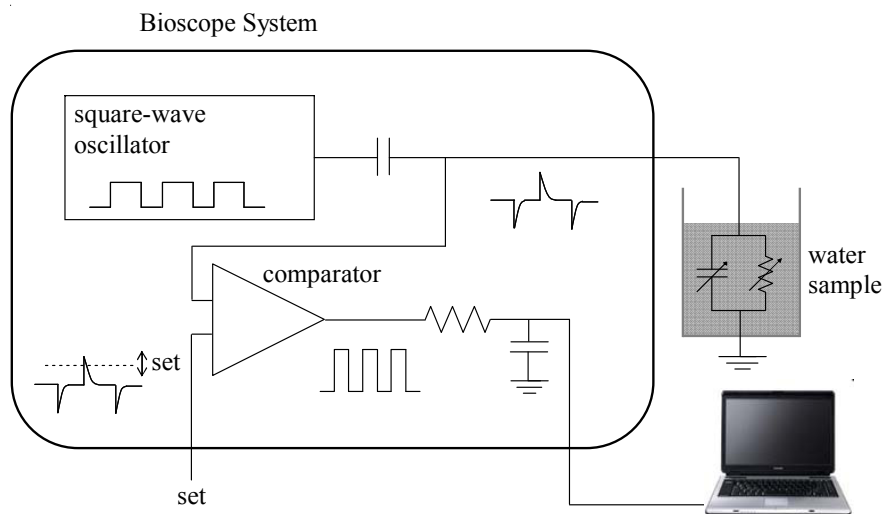 Bioscope System
square-wave
oscillator
comparator
water
sample
set
set